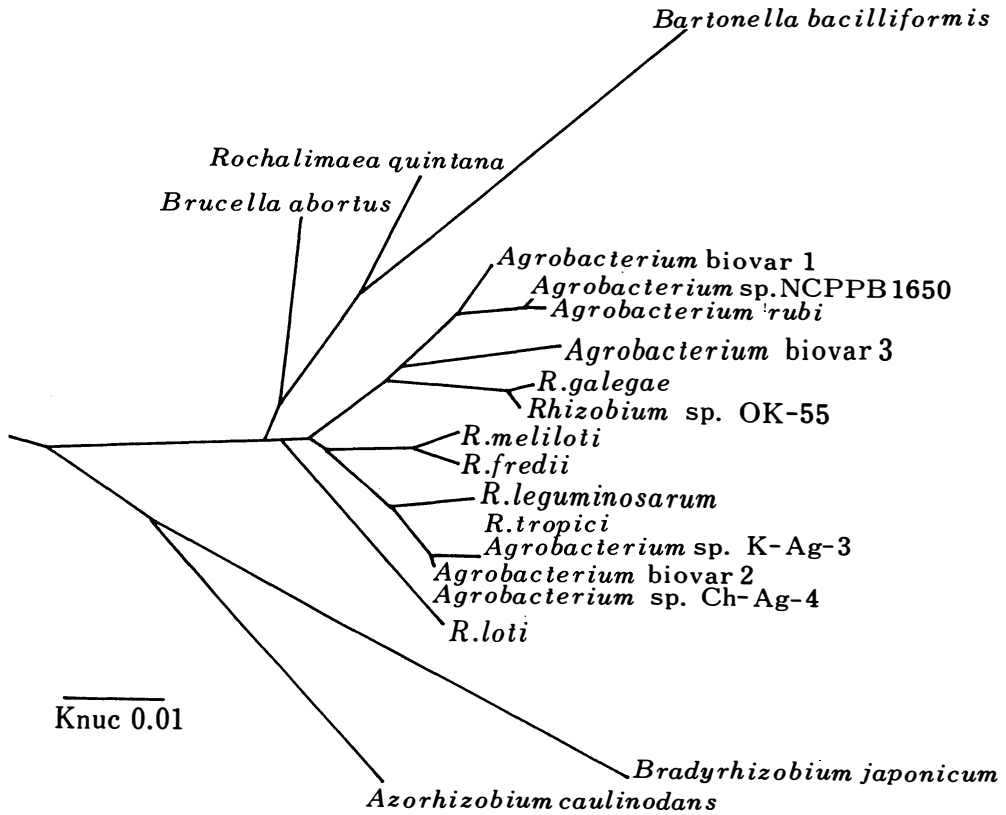 Bartonella bacilliformis
Rochalimaea quintana
Brucella abortus
Agrobacterium biovar 1
Agrobacterium sp.NCPPB1650
Agrobacterium rubi
Agrobacterium biovar 3
R.galegae
Rhizobium sp. OK-55
R.meliloti
R.fredii
R.leguminosarum
R.tropici
Agrobacterium sp. K-Ag-3
Agrobacterium biovar 2
Agrobacterium sp. Ch-Ag-4
R.loti
Knuc 0.01
Bradyrhizobium japonicum
Azorhizobium caulinodans